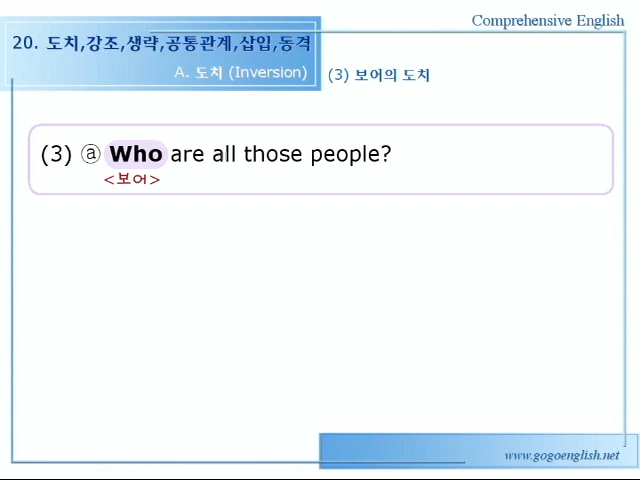 Comprehensive English
20. 도치,강조,생략,공통관계,삽입,동격
A. 도치 (Inversion)
(3) 보어의 도치
(3) ⓐ Who are all those people?
<보어>
www.gogoenglish.net